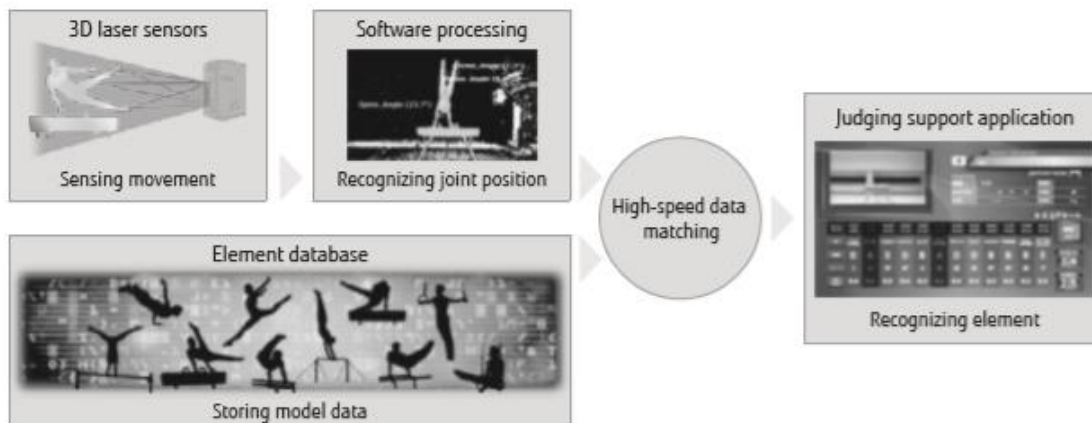 3D laser sensors
Sensing movement
Software processing
Recognizing joint position
Element database
Storing model data
High-speed data
matching
Judging support application
Recognizing element